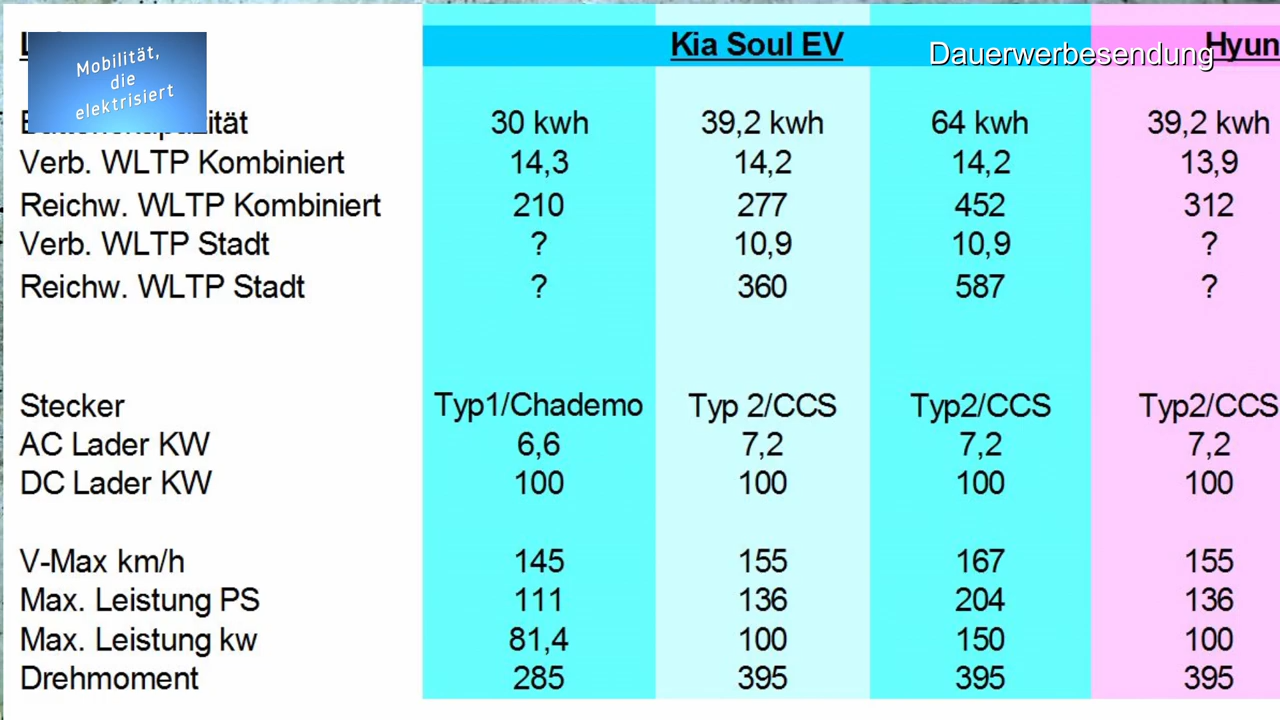 Kia Soul EV
Dauerwerbesendung
Mobilität,
die
elektrisiert
30 kwh 39,2 kwh 64 kwh 39,2 kwh
Verb. WLTP Kombiniert 14,3 14,2 14,2 13,9
Reichw. WLTP Kombiniert 210 277 452 312
Verb. WLTP Stadt ? 10,9 10,9 ?
Reichw. WLTP Stadt ? 360 587 ?
Stecker Typ1/Chademo Typ 2/CCS Typ2/CCS Typ2/CCS
AC Lader KW 6,6 7,2 7,2 7,2
DC Lader KW 100 100 100 100
V-Max km/h 145 155 167 155
Max. Leistung PS 111 136 204 136
Max. Leistung kw 81,4 100 150 100
Drehmoment 285 395 395 395